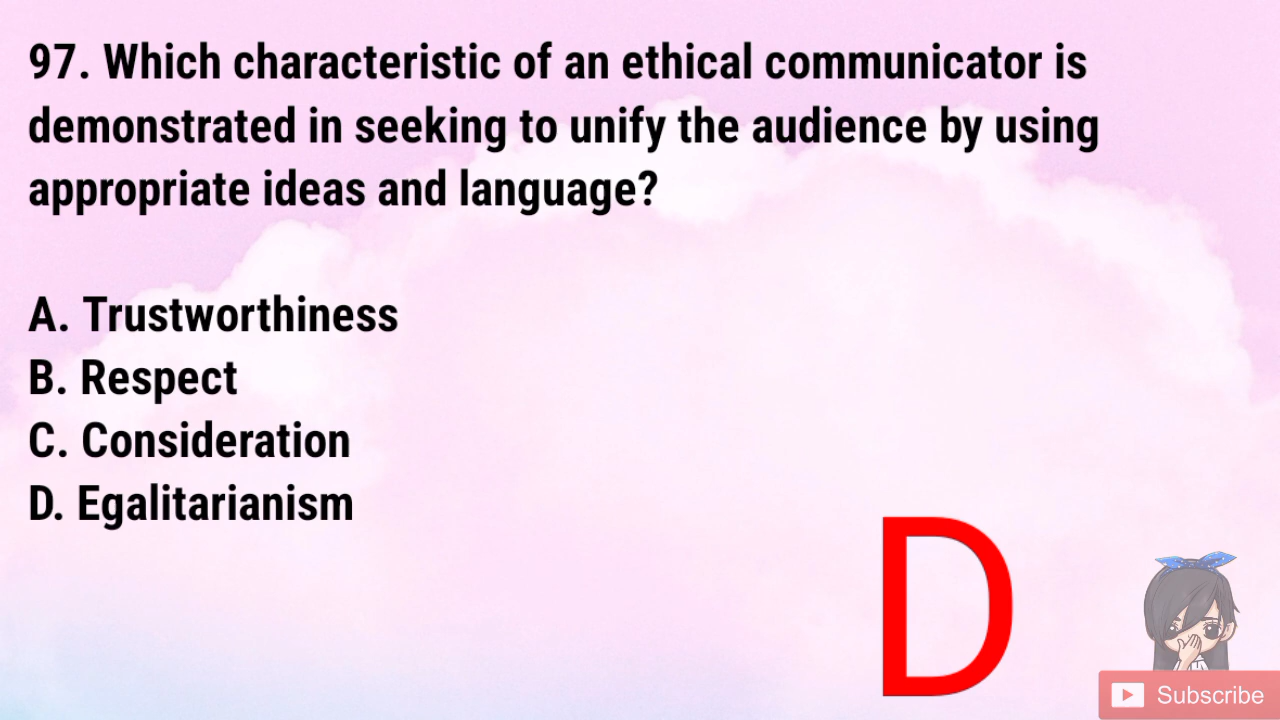 97. Which characteristic of an ethical communicator is
demonstrated in seeking to unify the audience by using
appropriate ideas and language?
A. Trustworthiness
B. Respect
C. Consideration
D. Egalitarianism
D
Subscribe